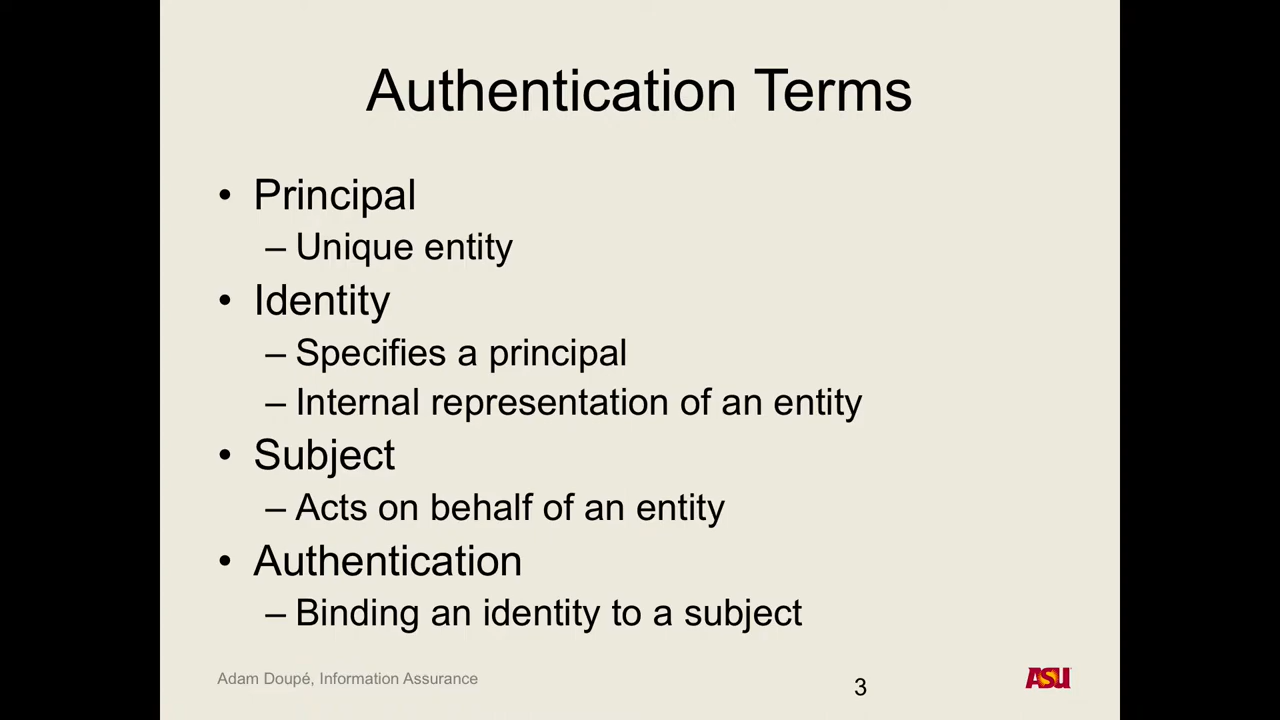 Authentication Terms
• Principal
– Unique entity
• Identity
– Specifies a principal
– Internal representation of an entity
• Subject
– Acts on behalf of an entity
• Authentication
– Binding an identity to a subject
Adam Doupé, Information Assurance
3
ASU